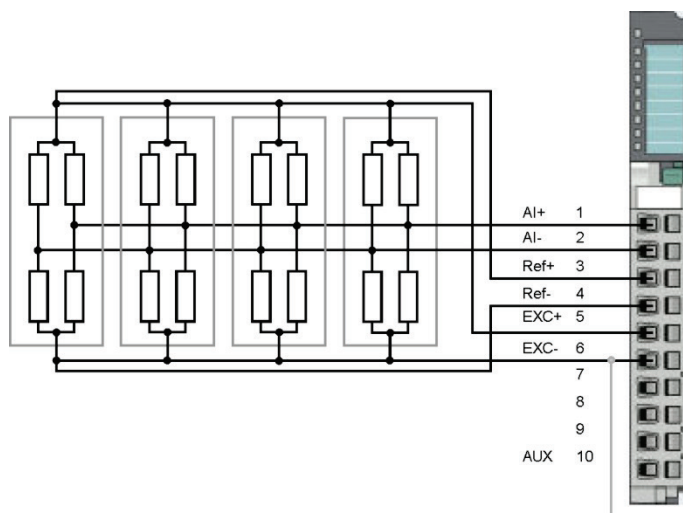 AI+ 1
AI- 2
Ref+ 3
Ref- 4
EXC+ 5
EXC- 6
7
8
9
AUX 10